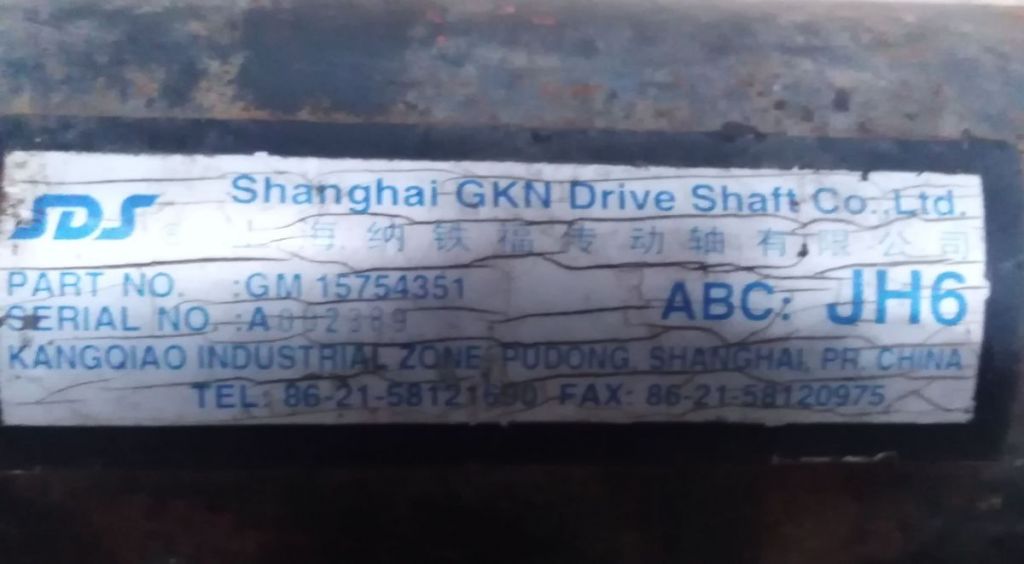 SDS
Shanghai GKN Drive Shaft Co.,Ltd.
上海纳铁福传动轴有限公司
PART NO. :GM 15754351
SERIAL NO. :A
ABC: JH6
KANGQIAO INDUSTRIAL ZONE, PUDONG, SHANGHAI, PR. CHINA
TEL: 86-21-58121690 FAX: 86-21-58120975